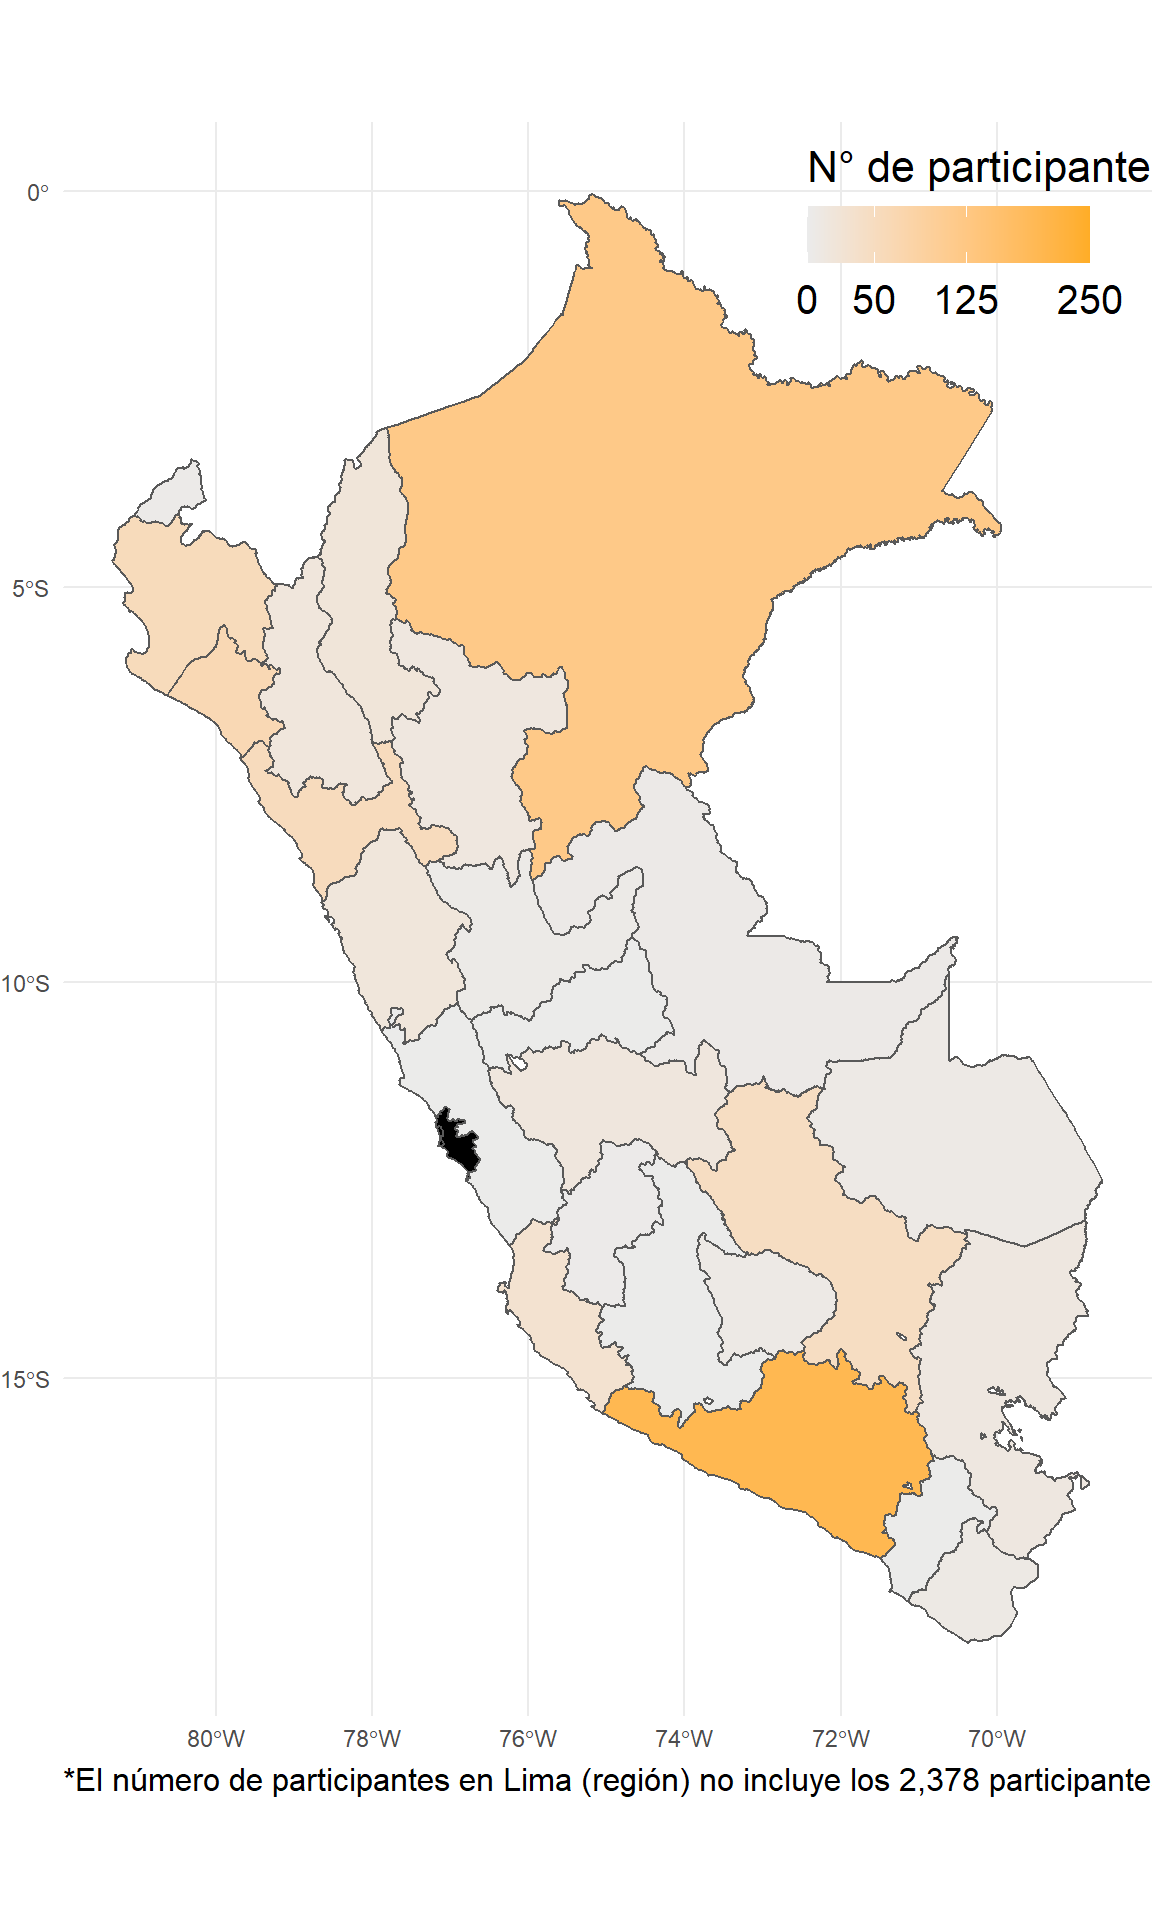 N° de participante
0 50 125 250
0°
5°S
10°S
15°S
80°W 78°W 76°W 74°W 72°W 70°W
*El número de participantes en Lima (región) no incluye los 2,378 participante